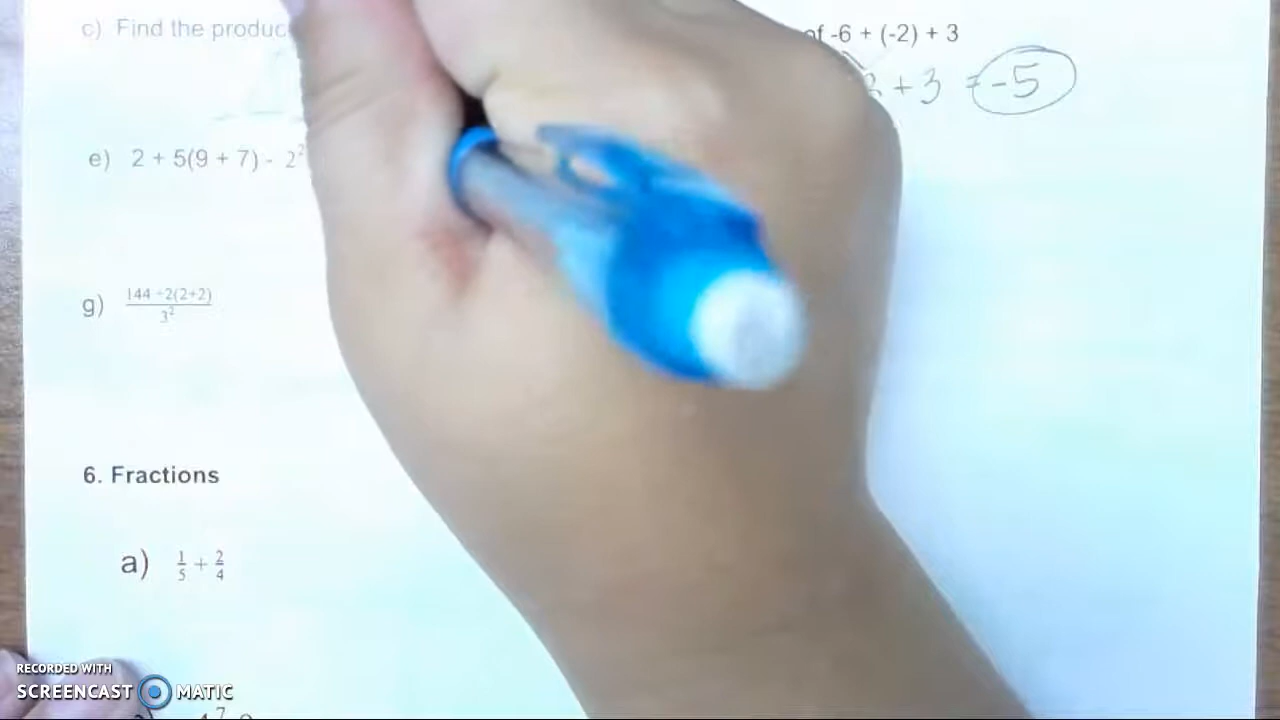 c) Find the produc
of -6 + (-2) + 3
+ 3 = -5
e) 2 + 5(9 + 7) - 2²
g) (144 ÷ 2(2+2))/3²
6. Fractions
a) 1/5 + 2/4
RECORDED WITH
SCREENCAST MATIC